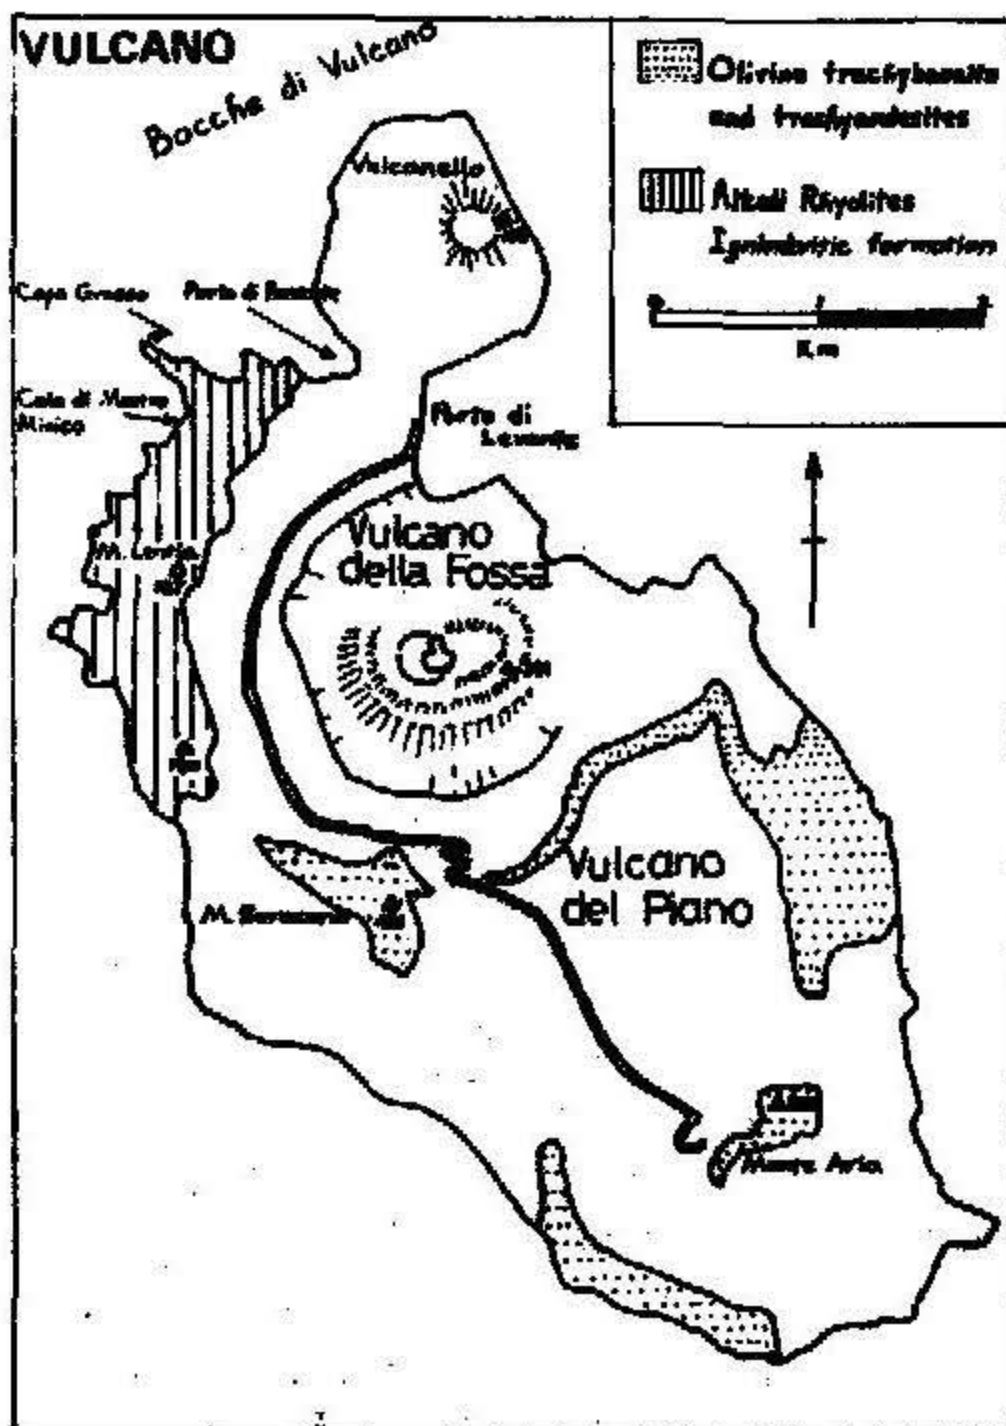 VULCANO
Bocche di Vulcano
Olivine trachybasalts
and trachyandesites
Alkali Rhyolites
Ignimbritic formation
Km
Vulcanello
Capo Grosso
Porto di Ponente
Cala di Mastro
Minico
Porto di
Levante
Vulcano
della Fossa
M. Lentia
Vulcano
del Piano
M.
Monte Aria